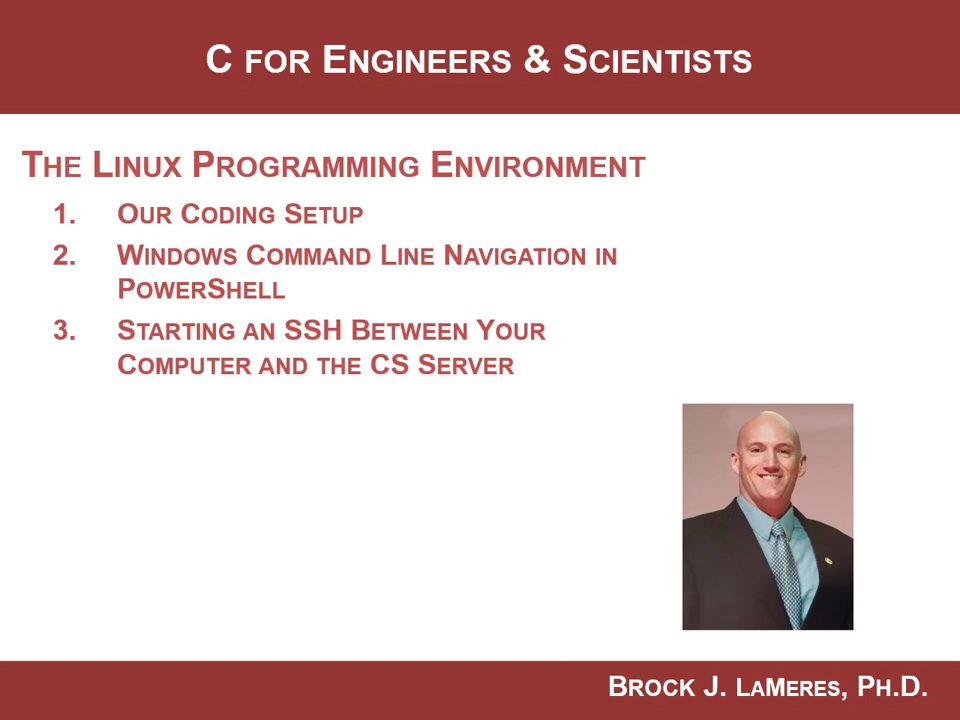 C for Engineers & Scientists
The Linux Programming Environment
1. Our Coding Setup
2. Windows Command Line Navigation in
PowerShell
3. Starting an SSH Between Your
Computer and the CS Server
Brock J. LaMeres, Ph.D.